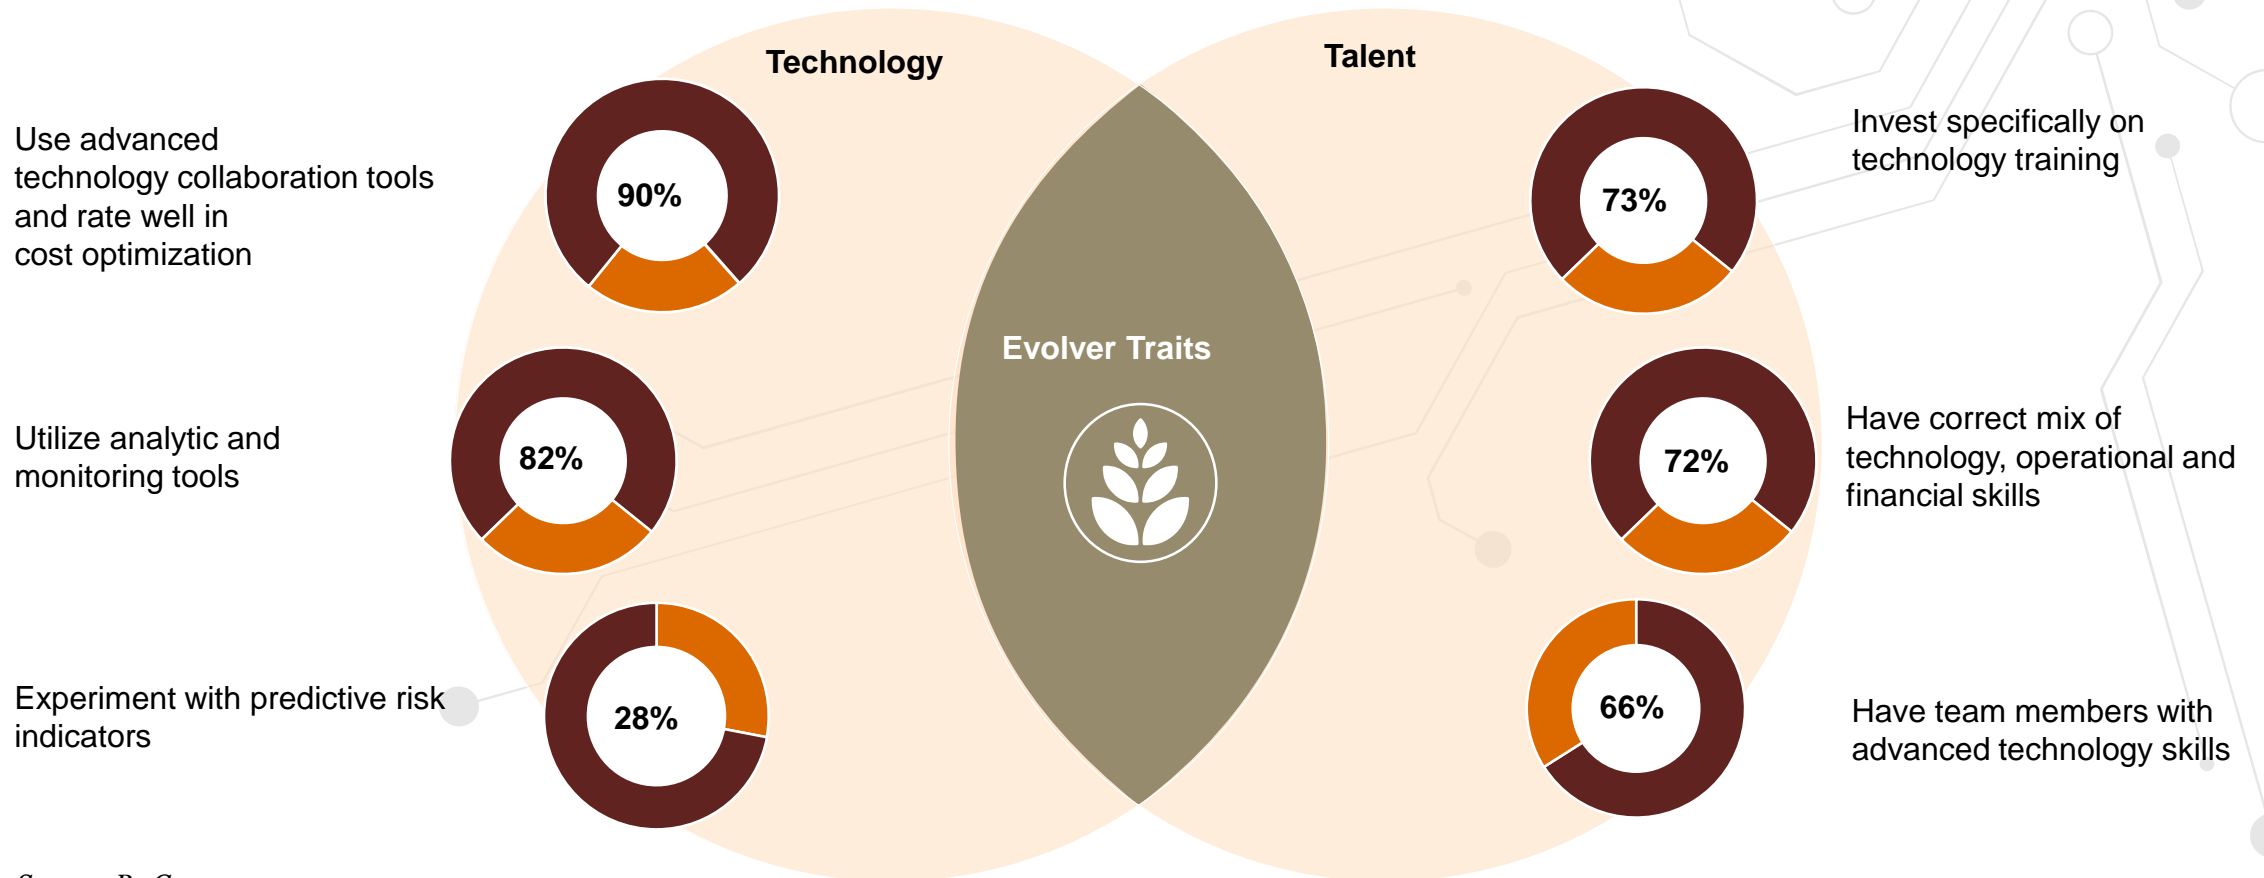 Technology
Talent
Use advanced
technology collaboration tools
and rate well in
cost optimization
90%
Utilize analytic and
monitoring tools
82%
Experiment with predictive risk
indicators
28%
Evolver Traits
73%
Invest specifically on
technology training
72%
Have correct mix of
technology, operational and
financial skills
66%
Have team members with
advanced technology skills